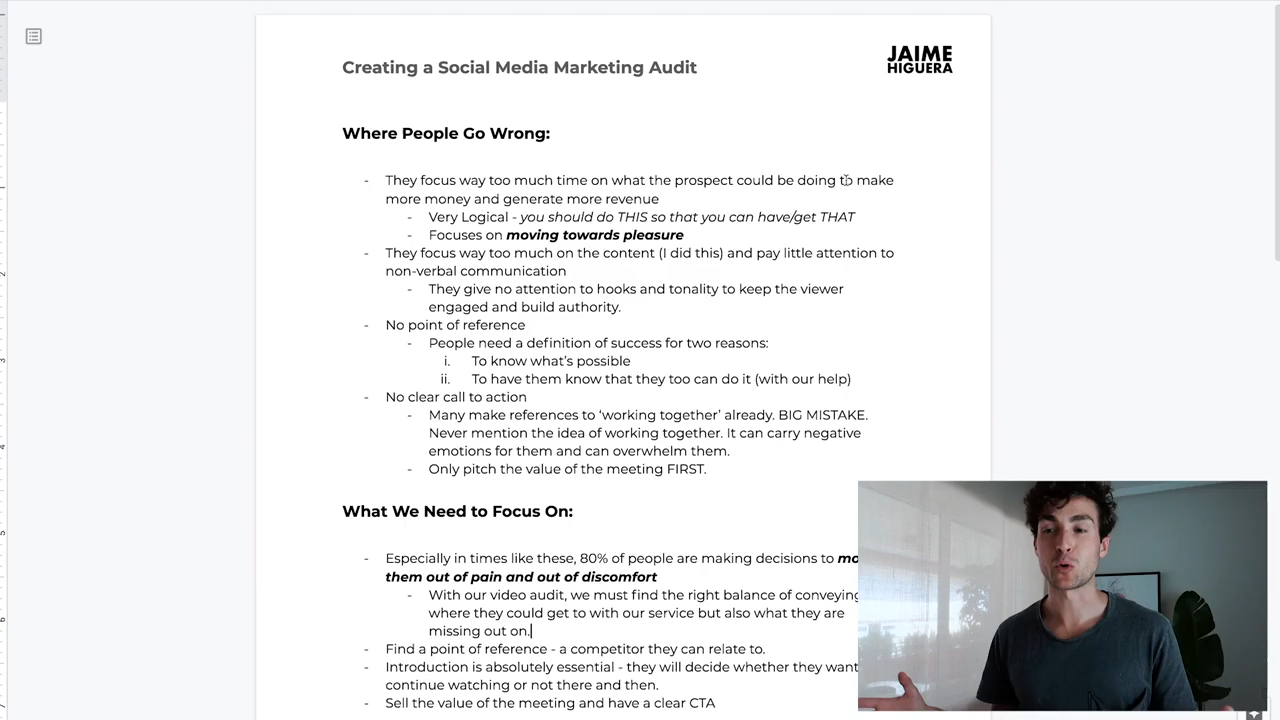 Creating a Social Media Marketing Audit
JAIME
HIGUERA
Where People Go Wrong:
- They focus way too much time on what the prospect could be doing to make
more money and generate more revenue
- Very Logical - you should do THIS so that you can have/get THAT
- Focuses on moving towards pleasure
- They focus way too much on the content (I did this) and pay little attention to
non-verbal communication
- They give no attention to hooks and tonality to keep the viewer
engaged and build authority.
- No point of reference
- People need a definition of success for two reasons:
i. To know what's possible
ii. To have them know that they too can do it (with our help)
- No clear call to action
- Many make references to ‘working together’ already. BIG MISTAKE.
Never mention the idea of working together. It can carry negative
emotions for them and can overwhelm them.
- Only pitch the value of the meeting FIRST.
What We Need to Focus On:
- Especially in times like these, 80% of people are making decisions to
them out of pain and out of discomfort
- With our video audit, we must find the right balance of conveying
where they could get to with our service but also what they are
missing out on.
- Find a point of reference - a competitor they can relate to.
- Introduction is absolutely essential - they will decide whether they want
continue watching or not there and then.
- Sell the value of the meeting and have a clear CTA